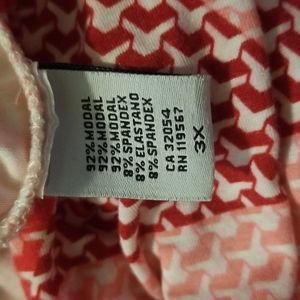 92% MODAL
92% MODAL
92% MODAL
8% SPANDEX
8% ELASTANO
8% SPANDEX
CA 32054
RN 119567
3X